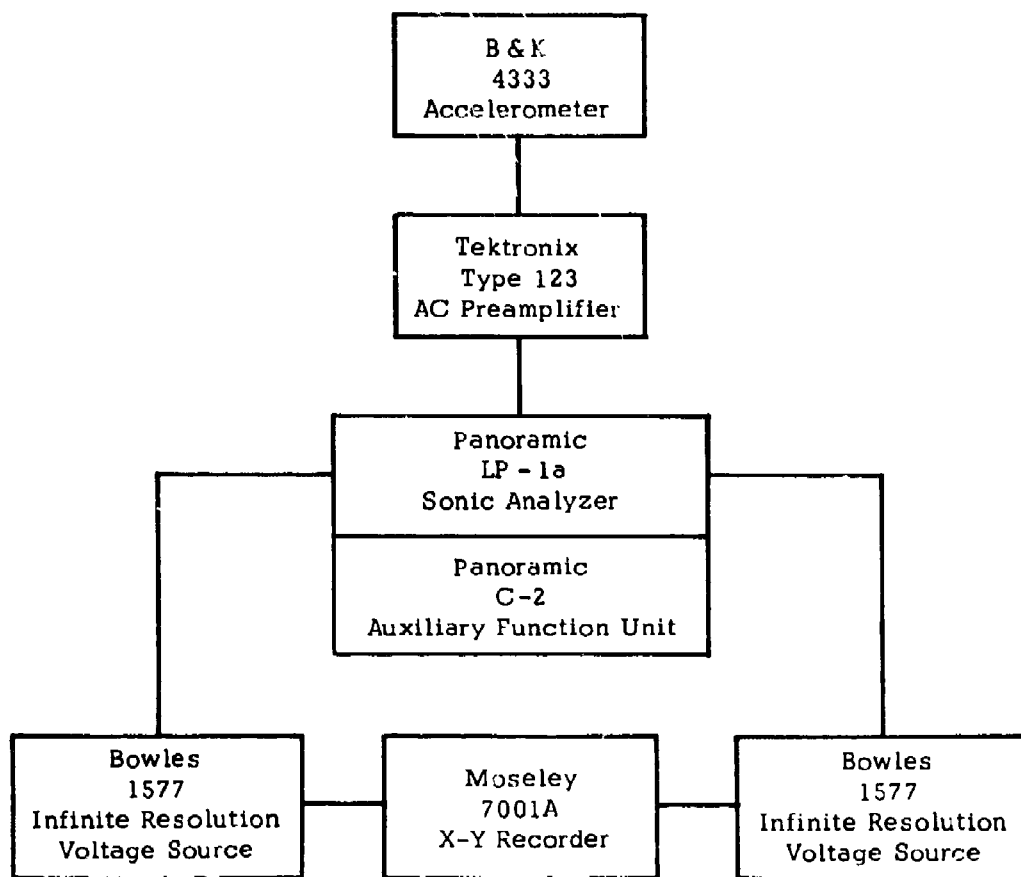 B & K
4333
Accelerometer
Tektronix
Type 123
AC Preamplifier
Panoramic
LP - 1a
Sonic Analyzer
Panoramic
C-2
Auxiliary Function Unit
Bowles
1577
Infinite Resolution
Voltage Source
Moseley
7001A
X-Y Recorder
Bowles
1577
Infinite Resolution
Voltage Source